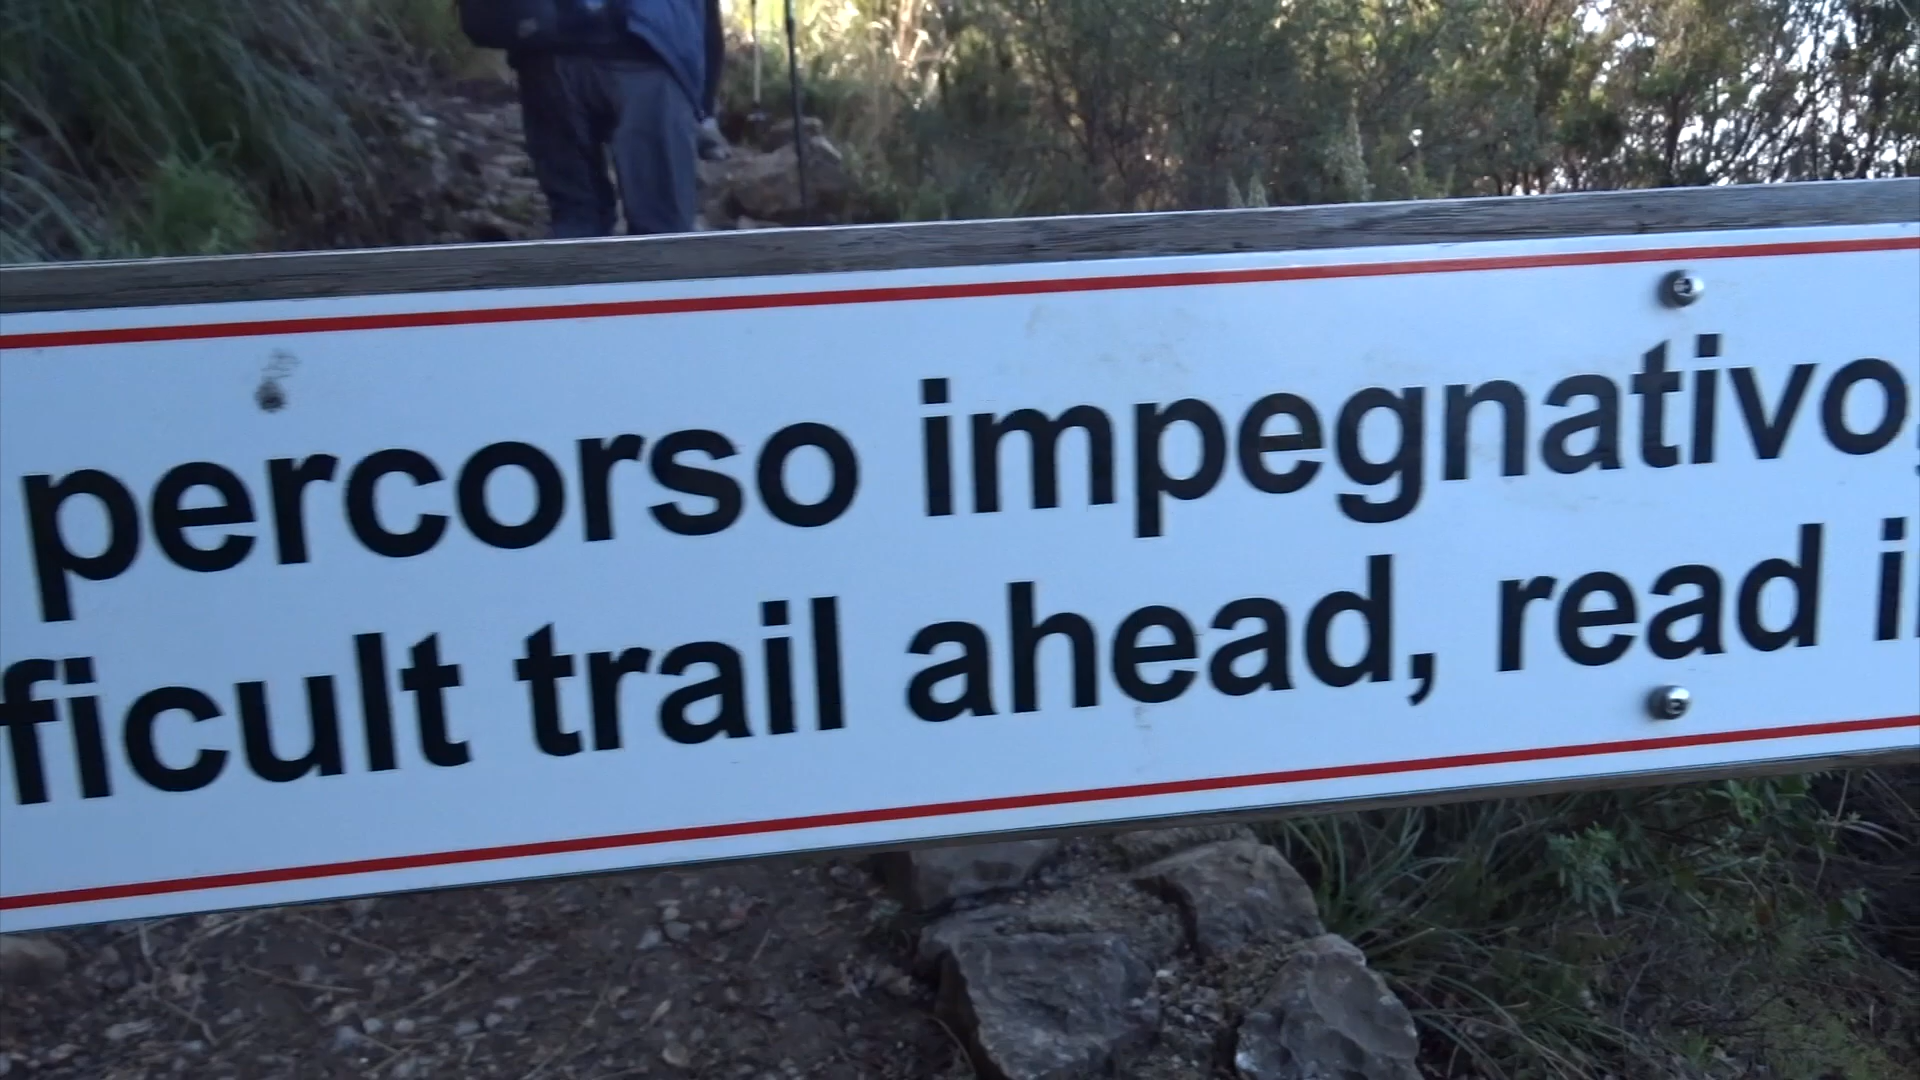 percorso impegnativo,
ficult trail ahead, read